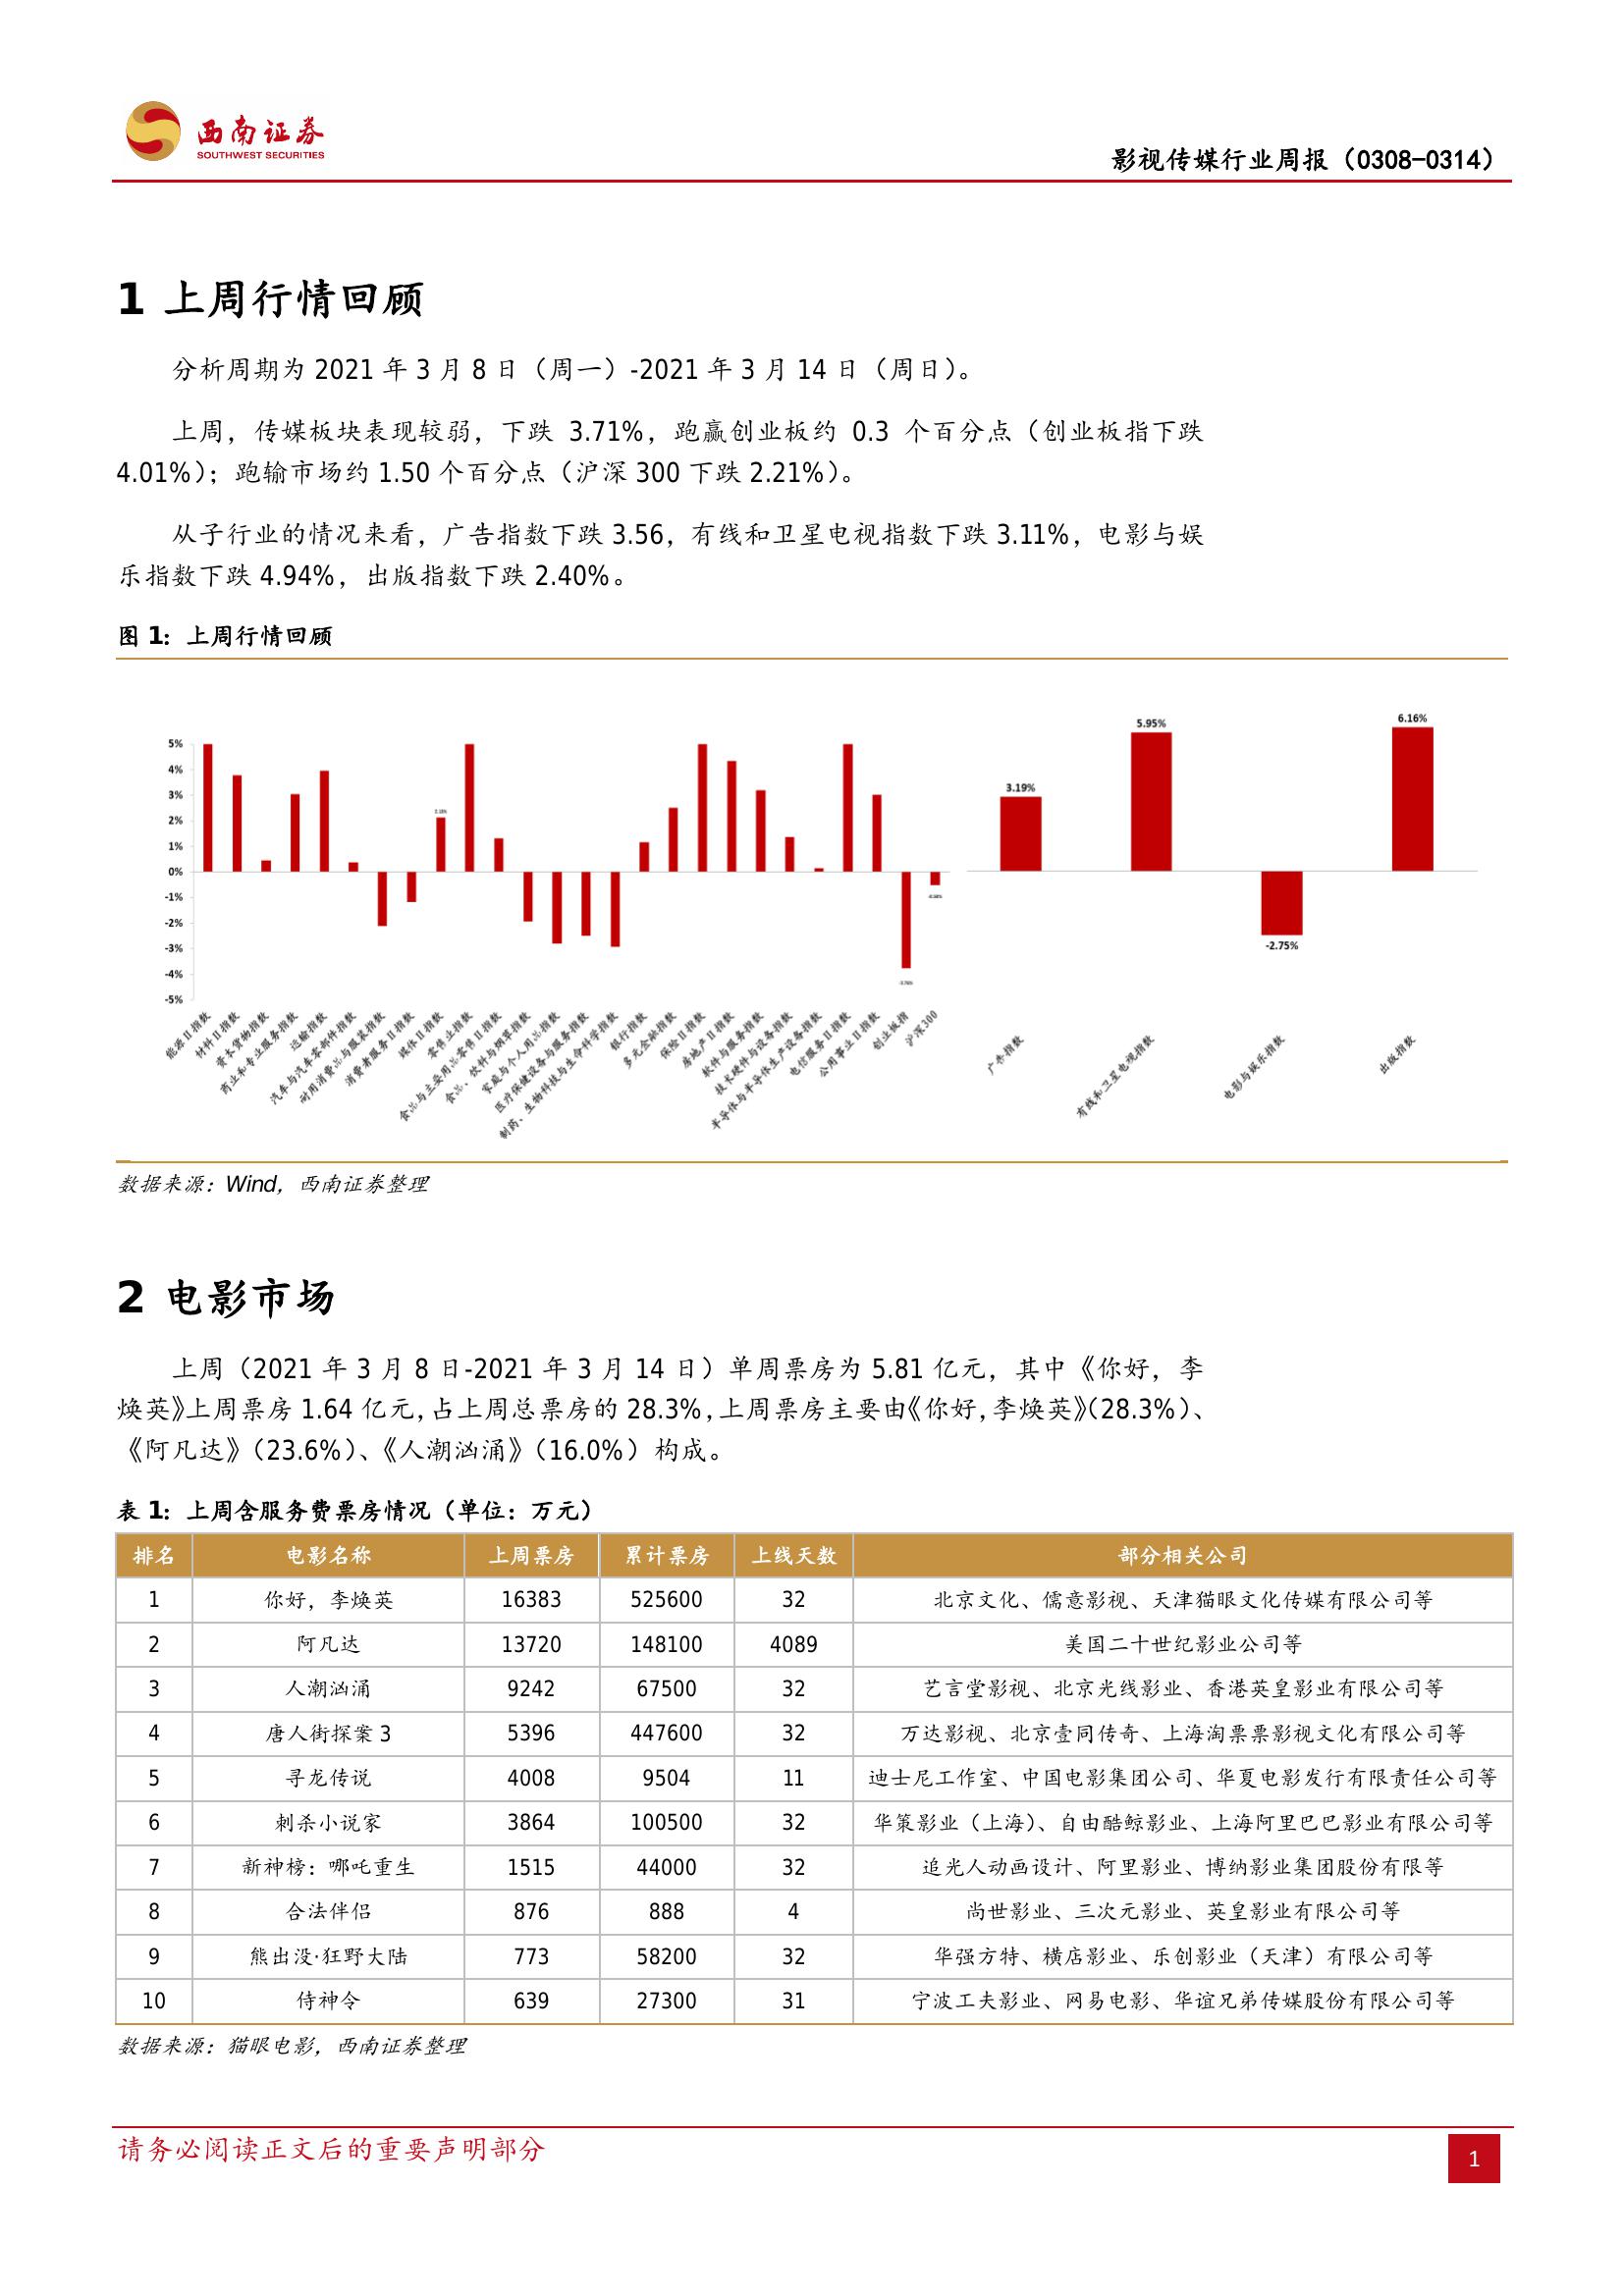 西南证券
SOUTHWEST SECURITIES
影视传媒行业周报（0308-0314）
1 上周行情回顾
分析周期为 2021 年 3 月 8 日（周一）-2021 年 3 月 14 日（周日）。
上周，传媒板块表现较弱，下跌 3.71%，跑赢创业板约 0.3 个百分点（创业板指下跌
4.01%）；跑输市场约 1.50 个百分点（沪深 300 下跌 2.21%）。
从子行业的情况来看，广告指数下跌 3.56，有线和卫星电视指数下跌 3.11%，电影与娱
乐指数下跌 4.94%，出版指数下跌 2.40%。
图 1：上周行情回顾
5%
4%
3%
2%
1%
0%
-1%
-2%
-3%
-4%
-5%
能源Ⅱ指数
材料Ⅱ指数
资本货物指数
商业和专业服务指数
运输指数
汽车与汽车零部件指数
耐用消费品与服装指数
消费者服务Ⅱ指数
媒体Ⅱ指数
零售业指数
食品与主要用品零售Ⅱ指数
食品、饮料与烟草指数
家庭与个人用品指数
医疗保健设备与服务指数
制药、生物科技与生命科学指数
银行指数
多元金融指数
保险Ⅱ指数
房地产Ⅱ指数
软件与服务指数
技术硬件与设备指数
半导体与半导体生产设备指数
电信服务Ⅱ指数
公用事业Ⅱ指数
创业板指
沪深300
3.19%
5.95%
-2.75%
6.16%
广告指数
有线和卫星电视指数
电影与娱乐指数
出版指数
数据来源：Wind，西南证券整理
2 电影市场
上周（2021 年 3 月 8 日-2021 年 3 月 14 日）单周票房为 5.81 亿元，其中《你好，李
焕英》上周票房 1.64 亿元，占上周总票房的 28.3%，上周票房主要由《你好，李焕英》（28.3%）、
《阿凡达》（23.6%）、《人潮汹涌》（16.0%）构成。
表 1：上周含服务费票房情况（单位：万元）
排名 电影名称 上周票房 累计票房 上线天数 部分相关公司
1 你好，李焕英 16383 525600 32 北京文化、儒意影视、天津猫眼文化传媒有限公司等
2 阿凡达 13720 148100 4089 美国二十世纪影业公司等
3 人潮汹涌 9242 67500 32 艺言堂影视、北京光线影业、香港英皇影业有限公司等
4 唐人街探案 3 5396 447600 32 万达影视、北京壹同传奇、上海淘票票影视文化有限公司等
5 寻龙传说 4008 9504 11 迪士尼工作室、中国电影集团公司、华夏电影发行有限责任公司等
6 刺杀小说家 3864 100500 32 华策影业（上海）、自由酷鲸影业、上海阿里巴巴影业有限公司等
7 新神榜：哪吒重生 1515 44000 32 追光人动画设计、阿里影业、博纳影业集团股份有限等
8 合法伴侣 876 888 4 尚世影业、三次元影业、英皇影业有限公司等
9 熊出没·狂野大陆 773 58200 32 华强方特、横店影业、乐创影业（天津）有限公司等
10 侍神令 639 27300 31 宁波工夫影业、网易电影、华谊兄弟传媒股份有限公司等
数据来源：猫眼电影，西南证券整理
请务必阅读正文后的重要声明部分
1